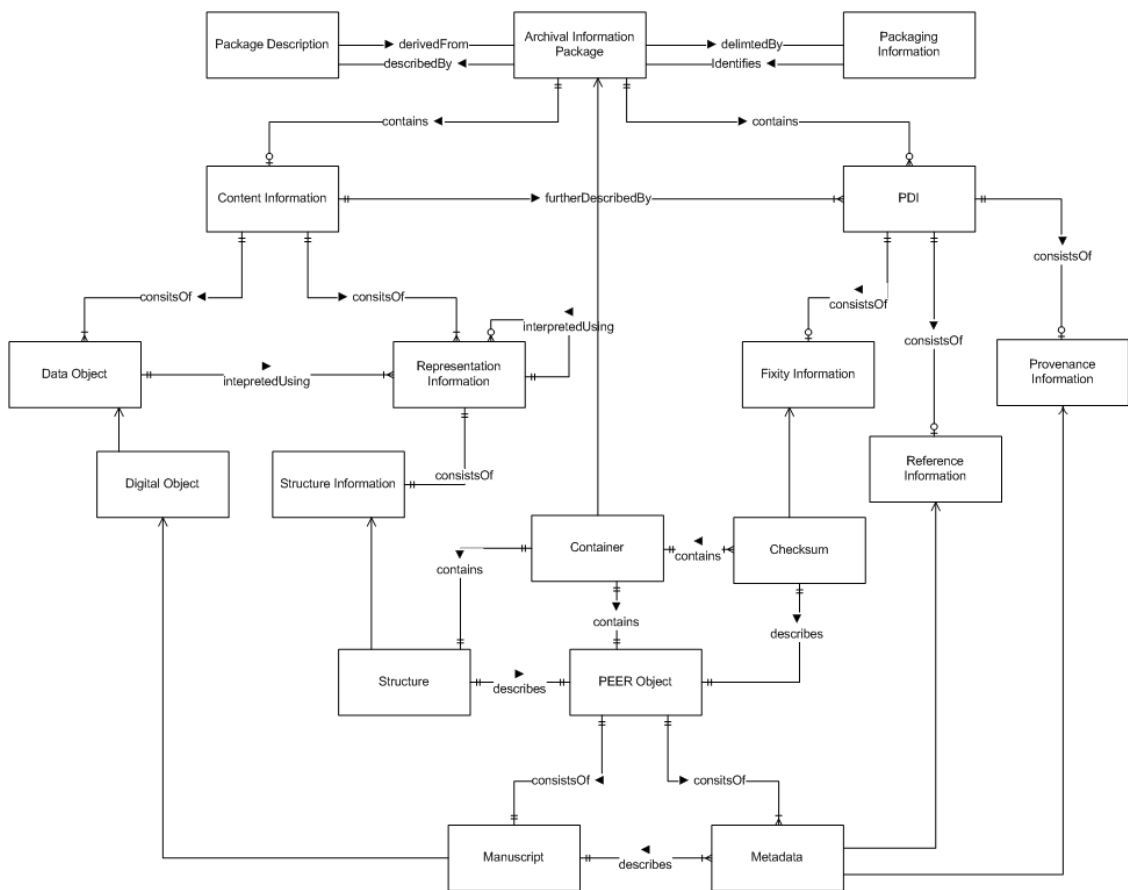 Package Description
derivedFrom
describedBy
Archival Information
Package
delimtedBy
Identifies
Packaging
Information
contains
contains
Content Information
furtherDescribedBy
PDI
consitsOf
consitsOf
interpretedUsing
consistsOf
consistsOf
consistsOf
Data Object
intepretedUsing
Representation
Information
Fixity Information
Provenance
Information
Digital Object
Structure Information
consistsOf
Reference
Information
Container
contains
Checksum
contains
contains
describes
Structure
describes
PEER Object
consistsOf
consitsOf
Manuscript
describes
Metadata